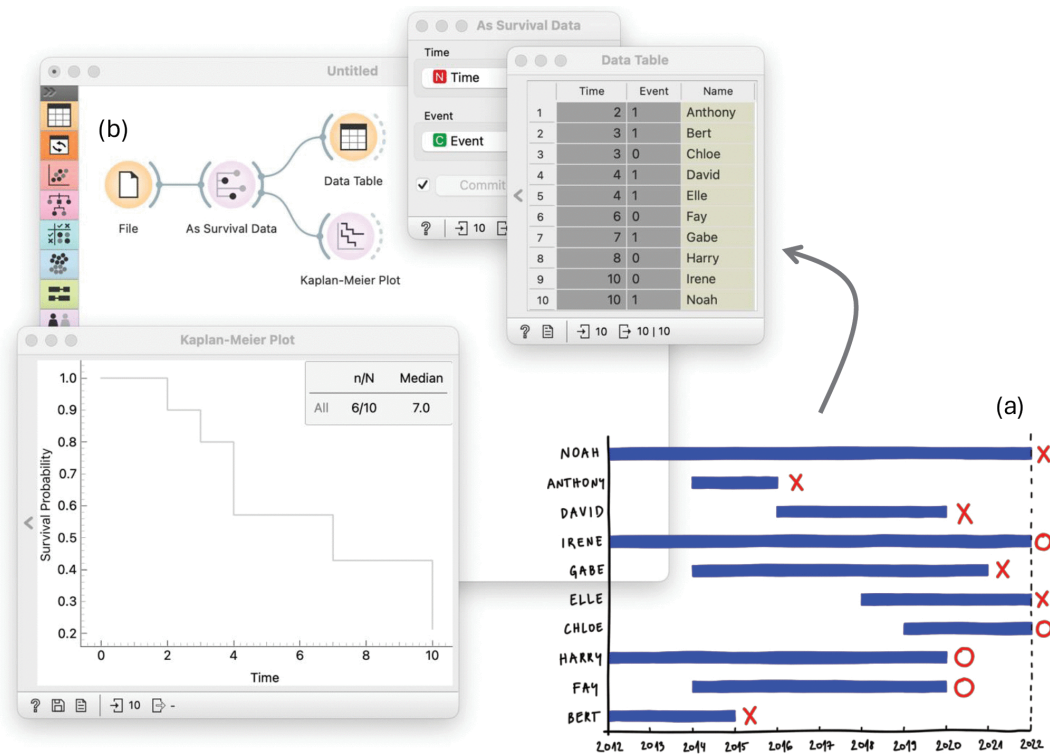 As Survival Data
Time
N Time
Event
C Event
Commit
? 10
Data Table
Time Event Name
1 2 1 Anthony
2 3 1 Bert
3 3 0 Chloe
4 4 1 David
5 4 1 Elle
6 6 0 Fay
7 7 1 Gabe
8 8 0 Harry
9 10 0 Irene
10 10 1 Noah
? 10 10 | 10
Untitled
(b)
File
As Survival Data
Data Table
Kaplan-Meier Plot
Kaplan-Meier Plot
n/N Median
All 6/10 7.0
Survival Probability
1.0
0.9
0.8
0.7
0.6
0.5
0.4
0.3
0.2
0 2 4 6 8 10
Time
? 10 -
(a)
NOAH
ANTHONY
DAVID
IRENE
GABE
ELLE
CHLOE
HARRY
FAY
BERT
2012 2013 2014 2015 2016 2017 2018 2019 2020 2021 2022